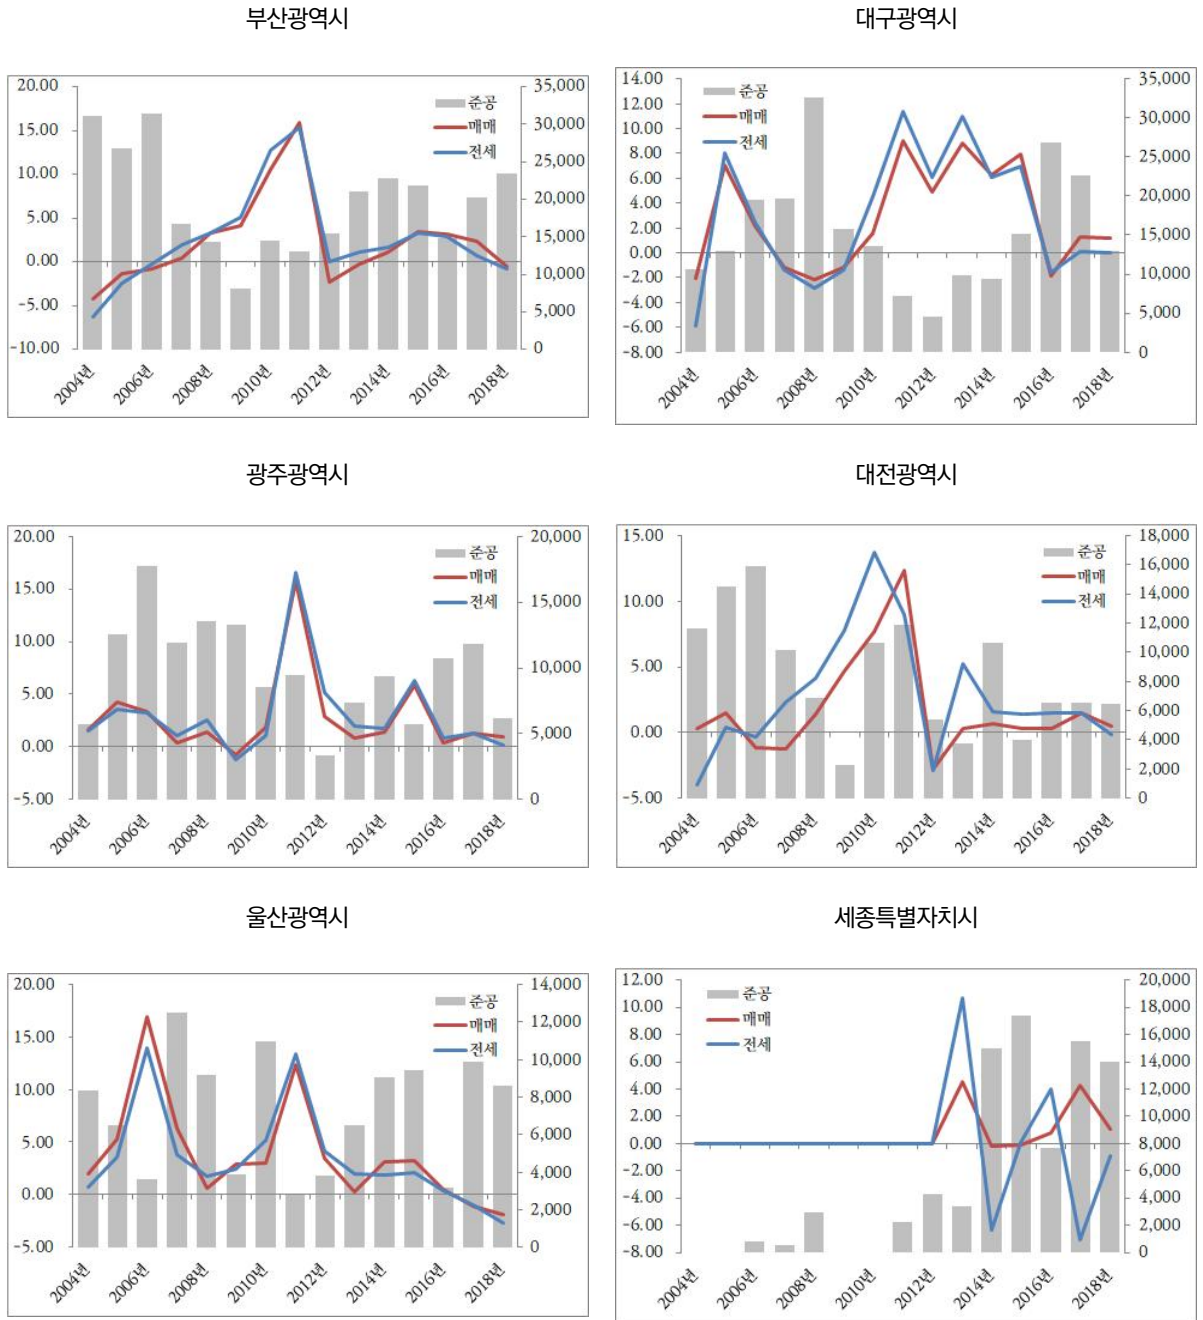 부산광역시
대구광역시
20.00
15.00
10.00
5.00
0.00
-5.00
-10.00
35,000
30,000
25,000
20,000
15,000
10,000
5,000
0
준공
매매
전세
2004년
2006년
2008년
2010년
2012년
2014년
2016년
2018년
14.00
12.00
10.00
8.00
6.00
4.00
2.00
0.00
-2.00
-4.00
-6.00
-8.00
35,000
30,000
25,000
20,000
15,000
10,000
5,000
0
준공
매매
전세
2004년
2006년
2008년
2010년
2012년
2014년
2016년
2018년
광주광역시
대전광역시
20.00
15.00
10.00
5.00
0.00
-5.00
20,000
15,000
10,000
5,000
0
준공
매매
전세
2004년
2006년
2008년
2010년
2012년
2014년
2016년
2018년
15.00
10.00
5.00
0.00
-5.00
18,000
16,000
14,000
12,000
10,000
8,000
6,000
4,000
2,000
0
준공
매매
전세
2004년
2006년
2008년
2010년
2012년
2014년
2016년
2018년
울산광역시
세종특별자치시
20.00
15.00
10.00
5.00
0.00
-5.00
14,000
12,000
10,000
8,000
6,000
4,000
2,000
0
준공
매매
전세
2004년
2006년
2008년
2010년
2012년
2014년
2016년
2018년
12.00
10.00
8.00
6.00
4.00
2.00
0.00
-2.00
-4.00
-6.00
-8.00
20,000
18,000
16,000
14,000
12,000
10,000
8,000
6,000
4,000
2,000
0
준공
매매
전세
2004년
2006년
2008년
2010년
2012년
2014년
2016년
2018년